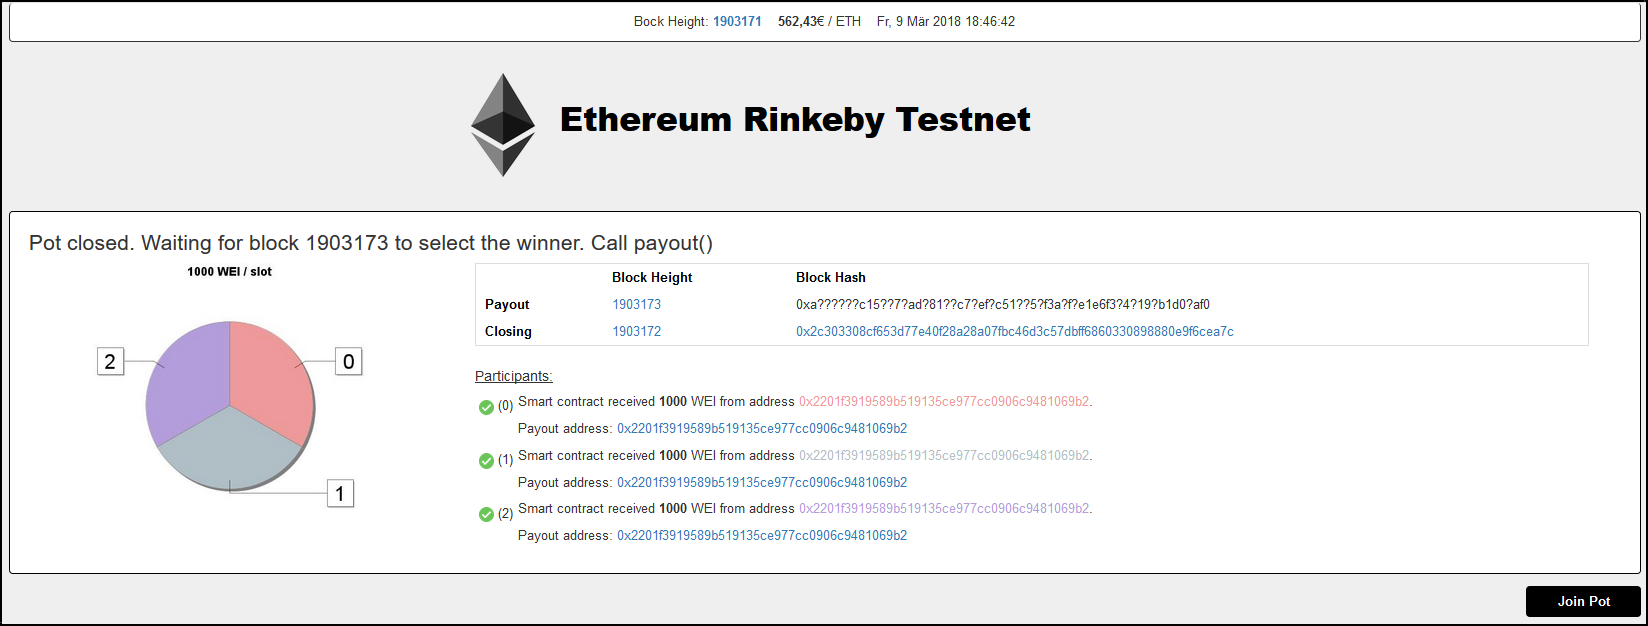 Bock Height: 1903171 562,43€ / ETH Fr, 9 Mär 2018 18:46:42
Ethereum Rinkeby Testnet
Pot closed. Waiting for block 1903173 to select the winner. Call payout()
1000 WEI / slot
2
0
1
Block Height Block Hash
Payout 1903173 0xa??????c15??7?ad?81??c7?ef?c51??5?f3a?f?e1e6f3?4?19?b1d0?af0
Closing 1903172 0x2c303308cf653d77e40f28a28a07fbc46d3c57dbff6860330898880e9f6cea7c
Participants:
(0) Smart contract received 1000 WEI from address 0x2201f3919589b519135ce977cc0906c9481069b2.
Payout address: 0x2201f3919589b519135ce977cc0906c9481069b2
(1) Smart contract received 1000 WEI from address 0x2201f3919589b519135ce977cc0906c9481069b2.
Payout address: 0x2201f3919589b519135ce977cc0906c9481069b2
(2) Smart contract received 1000 WEI from address 0x2201f3919589b519135ce977cc0906c9481069b2.
Payout address: 0x2201f3919589b519135ce977cc0906c9481069b2
Join Pot